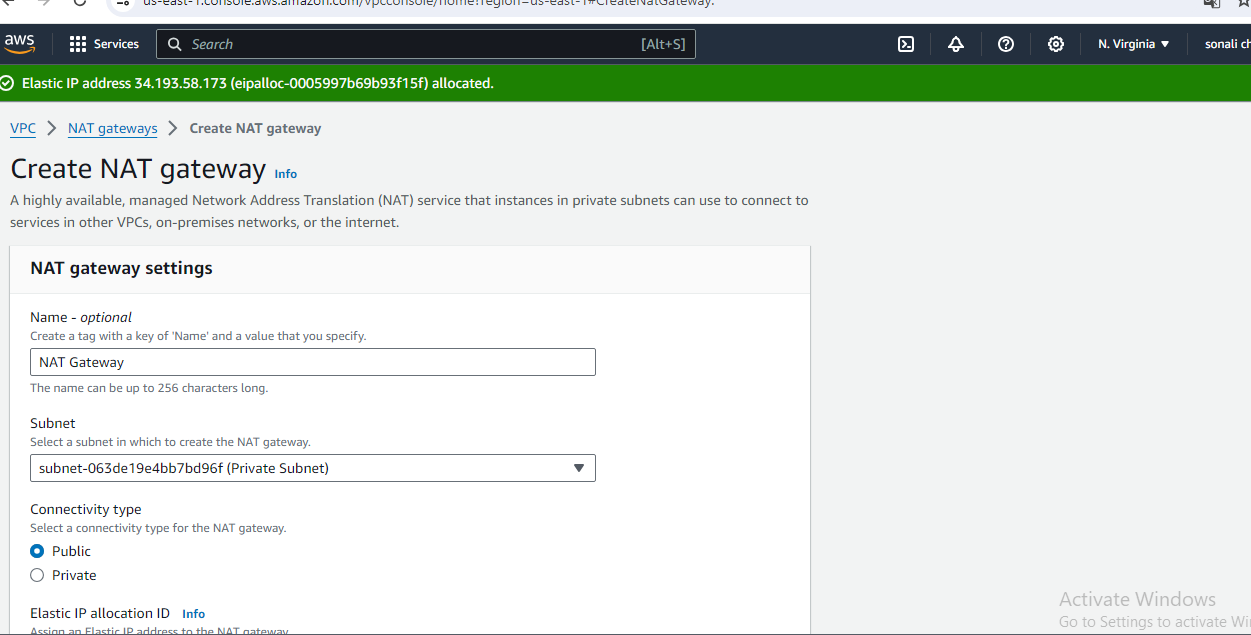 us-east-1.console.aws.amazon.com/vpcconsole/home?region=us-east-1#CreateNatGateway:
aws
Services
Search
[Alt+S]
N. Virginia
sonali ch
Elastic IP address 34.193.58.173 (eipalloc-0005997b69b93f15f) allocated.
VPC > NAT gateways > Create NAT gateway
Create NAT gateway Info
A highly available, managed Network Address Translation (NAT) service that instances in private subnets can use to connect to
services in other VPCs, on-premises networks, or the internet.
NAT gateway settings
Name - optional
Create a tag with a key of 'Name' and a value that you specify.
NAT Gateway
The name can be up to 256 characters long.
Subnet
Select a subnet in which to create the NAT gateway.
subnet-063de19e4bb7bd96f (Private Subnet)
Connectivity type
Select a connectivity type for the NAT gateway.
Public
Private
Elastic IP allocation ID Info
Assign an Elastic IP address to the NAT gateway.
Activate Windows
Go to Settings to activate Wi